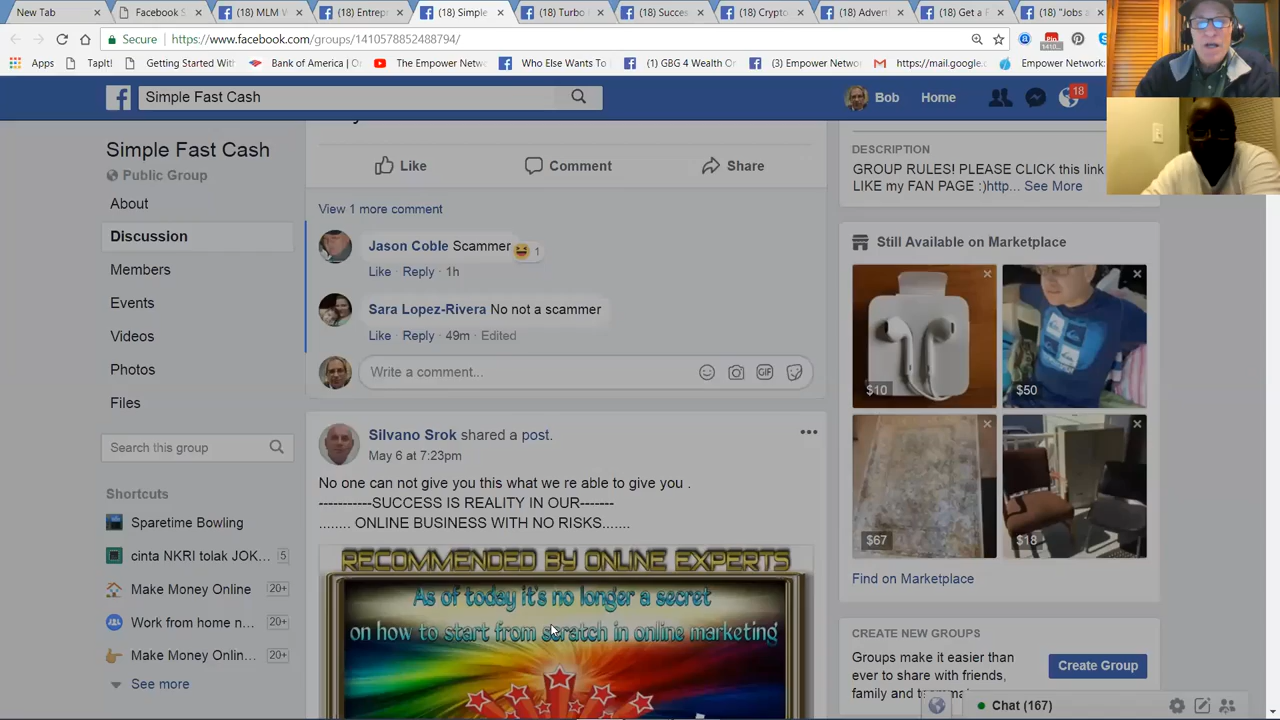 New Tab
Facebook S
(18) MLM
(18) Entrep
(18) Simple
(18) Turbo
(18) Succes
(18) Crypto
(18) Advert
(18) Get a F
(18) "Jobs a
Secure
https://www.facebook.com/groups/1410578852488794/
Apps
TapIt!
Getting Started With
Bank of America (
The Empower Netwo
Who Else Wants To
(1) GBG 4 Wealth Or
(3) Empower Networ
https://mail.google.c
Empower Network:
Simple Fast Cash
Bob
Home
18
Simple Fast Cash
Public Group
About
Discussion
Members
Events
Videos
Photos
Files
Search this group
Shortcuts
Sparetime Bowling
cinta NKRI tolak JOK... 5
Make Money Online 20+
Work from home n... 20+
Make Money Onlin... 20+
See more
Like
Comment
Share
View 1 more comment
Jason Coble Scammer
1
Like · Reply · 1h
Sara Lopez-Rivera No not a scammer
Like · Reply · 49m · Edited
Write a comment...
GIF
Silvano Srok shared a post.
May 6 at 7:23pm
No one can not give you this what we re able to give you .
-----------SUCCESS IS REALITY IN OUR-------
........ ONLINE BUSINESS WITH NO RISKS.......
RECOMMENDED BY ONLINE EXPERTS
As of today it's no longer a secret
on how to start from scratch in online marketing
DESCRIPTION
GROUP RULES! PLEASE CLICK this link
LIKE my FAN PAGE :)http... See More
Still Available on Marketplace
$10
$50
$67
$18
Find on Marketplace
CREATE NEW GROUPS
Groups make it easier than
ever to share with friends,
family and
Create Group
Chat (167)